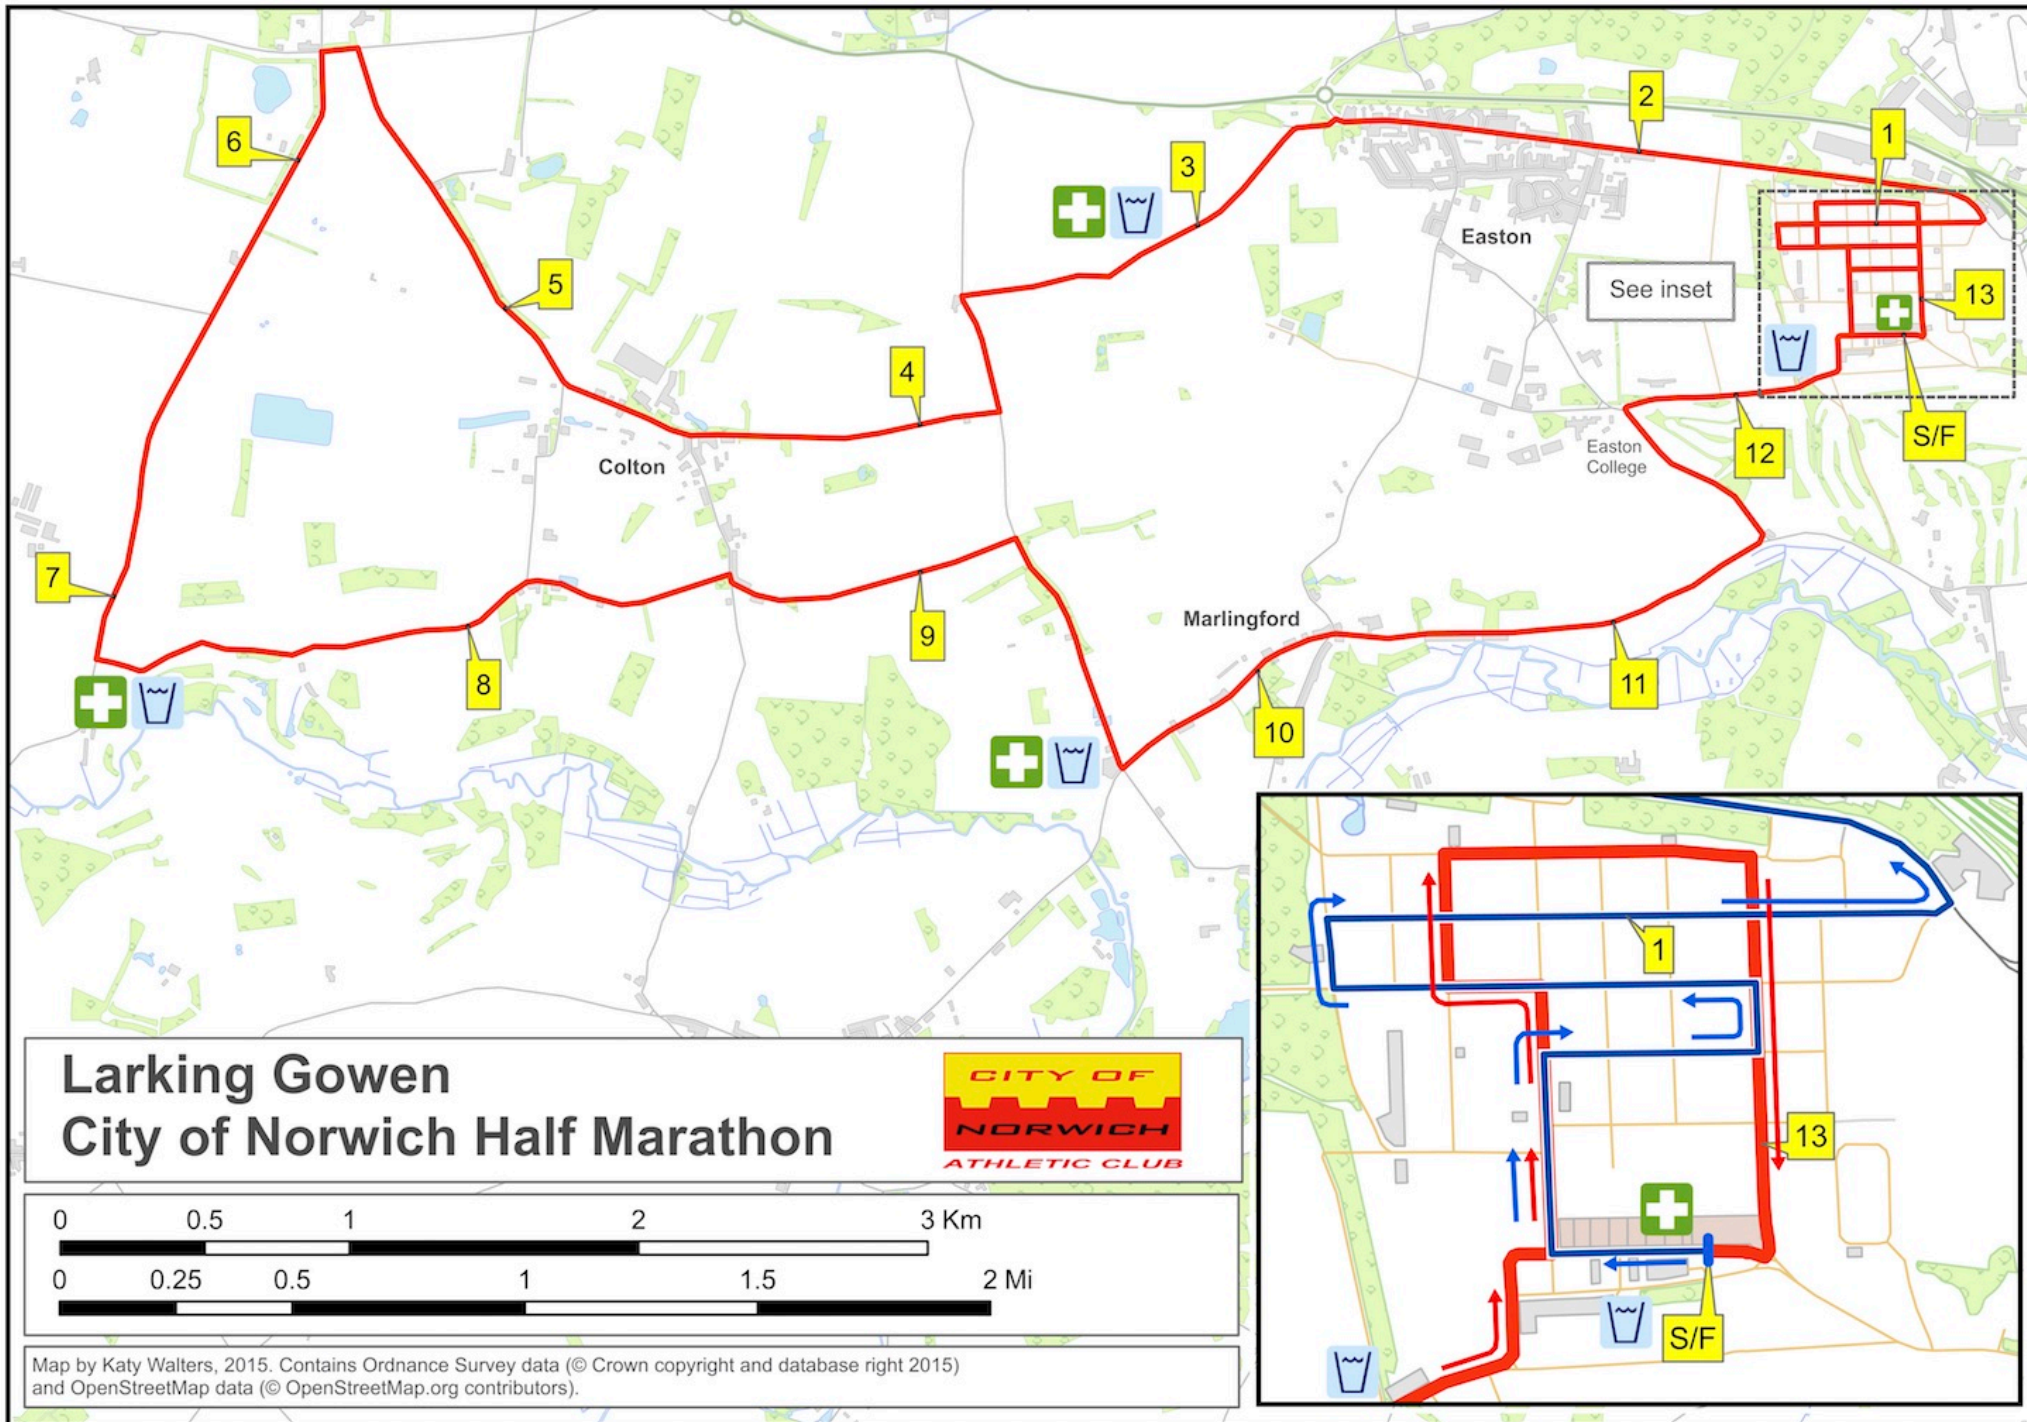 2
1
6
3
Easton
5
See inset
13
4
S/F
Easton
College
12
Colton
7
Marlingford
9
11
8
10
Larking Gowen
City of Norwich Half Marathon
CITY OF
NORWICH
ATHLETIC CLUB
0 0.5 1 2 3 Km
0 0.25 0.5 1 1.5 2 Mi
Map by Katy Walters, 2015. Contains Ordnance Survey data (© Crown copyright and database right 2015)
and OpenStreetMap data (© OpenStreetMap.org contributors).
1
13
S/F